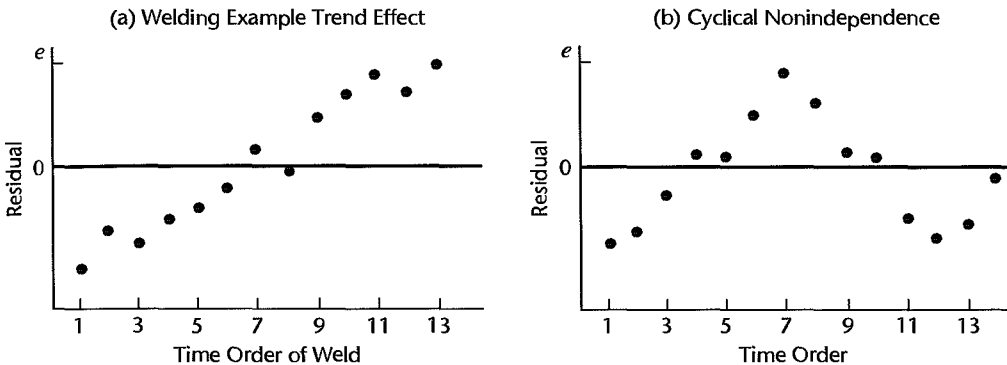 (a) Welding Example Trend Effect
e
0
Residual
1 3 5 7 9 11 13
Time Order of Weld
(b) Cyclical Nonindependence
e
0
Residual
1 3 5 7 9 11 13
Time Order